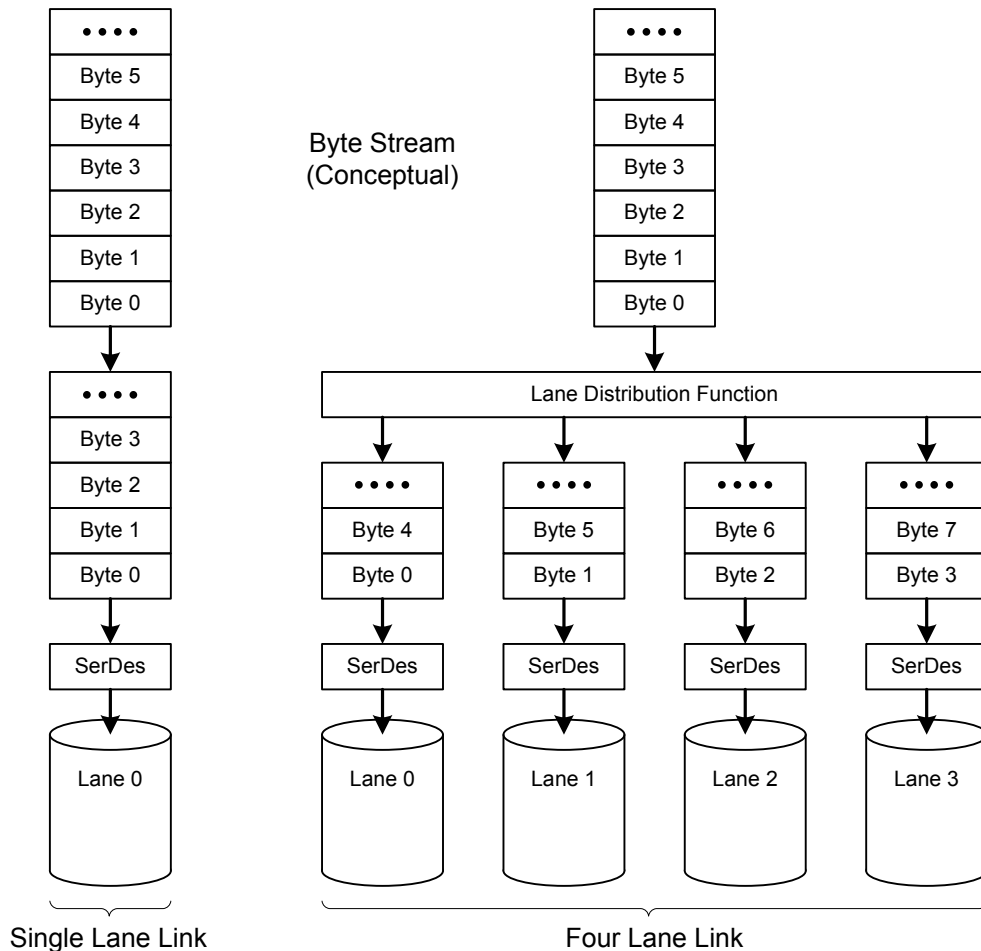 • • • •
Byte 5
Byte 4
Byte 3
Byte 2
Byte 1
Byte 0
• • • •
Byte 3
Byte 2
Byte 1
Byte 0
SerDes
Lane 0
Single Lane Link
Byte Stream
(Conceptual)
• • • •
Byte 5
Byte 4
Byte 3
Byte 2
Byte 1
Byte 0
Lane Distribution Function
• • • •
Byte 4
Byte 0
SerDes
Lane 0
• • • •
Byte 5
Byte 1
SerDes
Lane 1
• • • •
Byte 6
Byte 2
SerDes
Lane 2
• • • •
Byte 7
Byte 3
SerDes
Lane 3
Four Lane Link